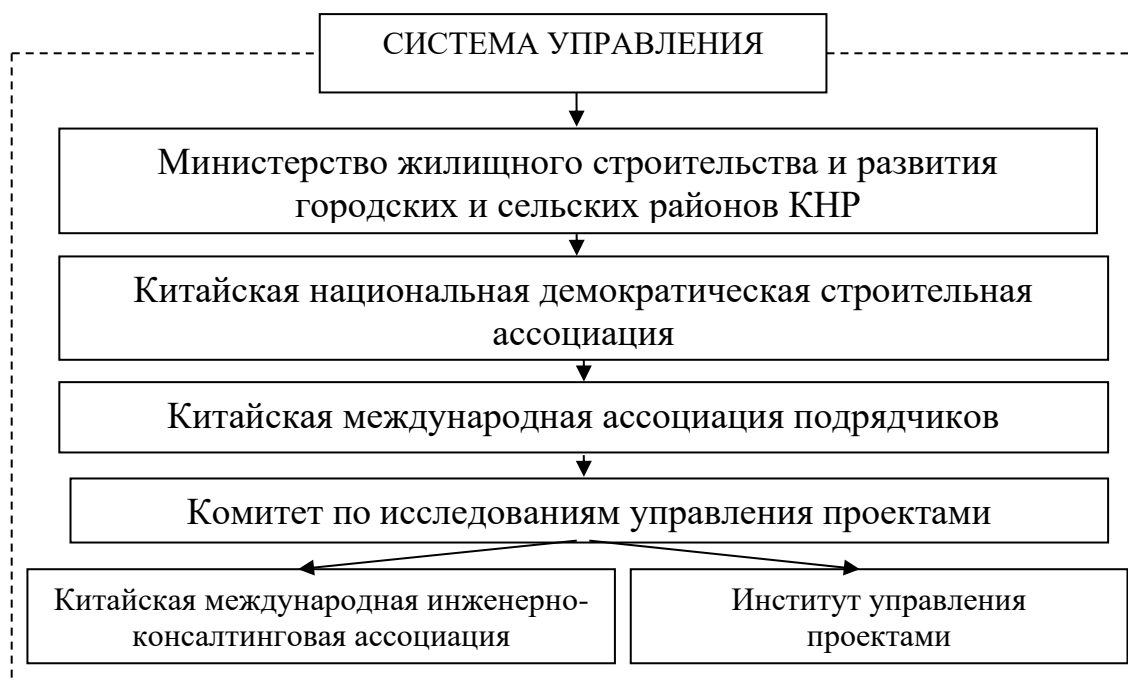 СИСТЕМА УПРАВЛЕНИЯ
Министерство жилищного строительства и развития
городских и сельских районов КНР
Китайская национальная демократическая строительная
ассоциация
Китайская международная ассоциация подрядчиков
Комитет по исследованиям управления проектами
Китайская международная инженерно-
консалтинговая ассоциация
Институт управления
проектами